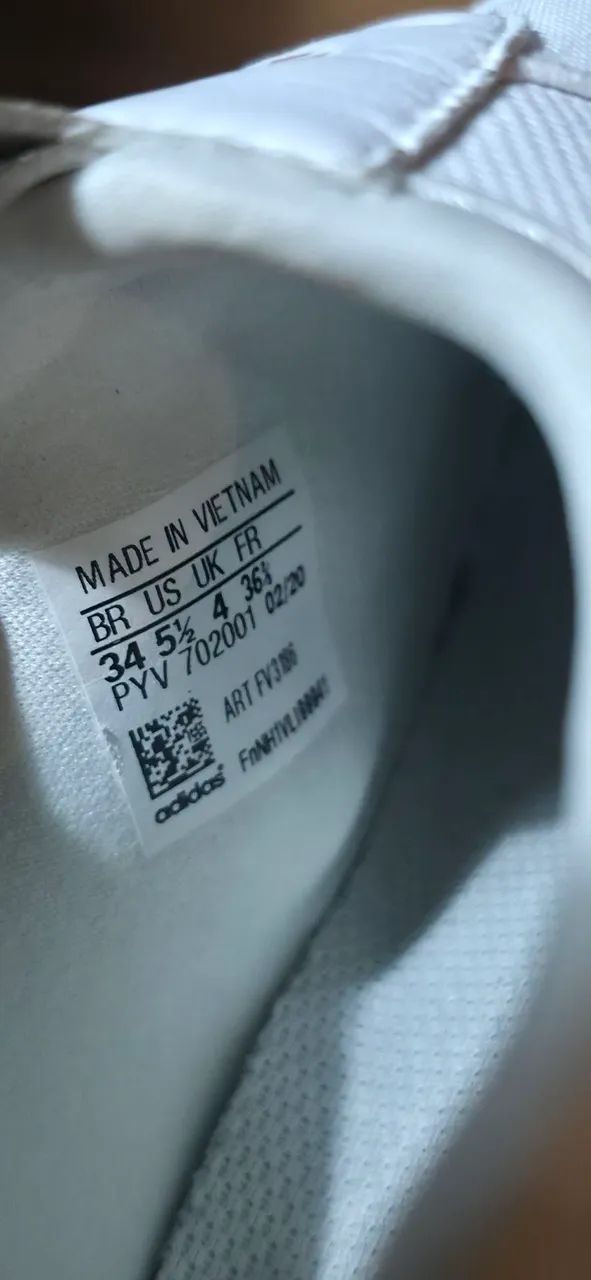 MADE IN VIETNAM
BR US UK FR
34 5½ 4 36⅔
PYV 702001 02/20
ART
adidas